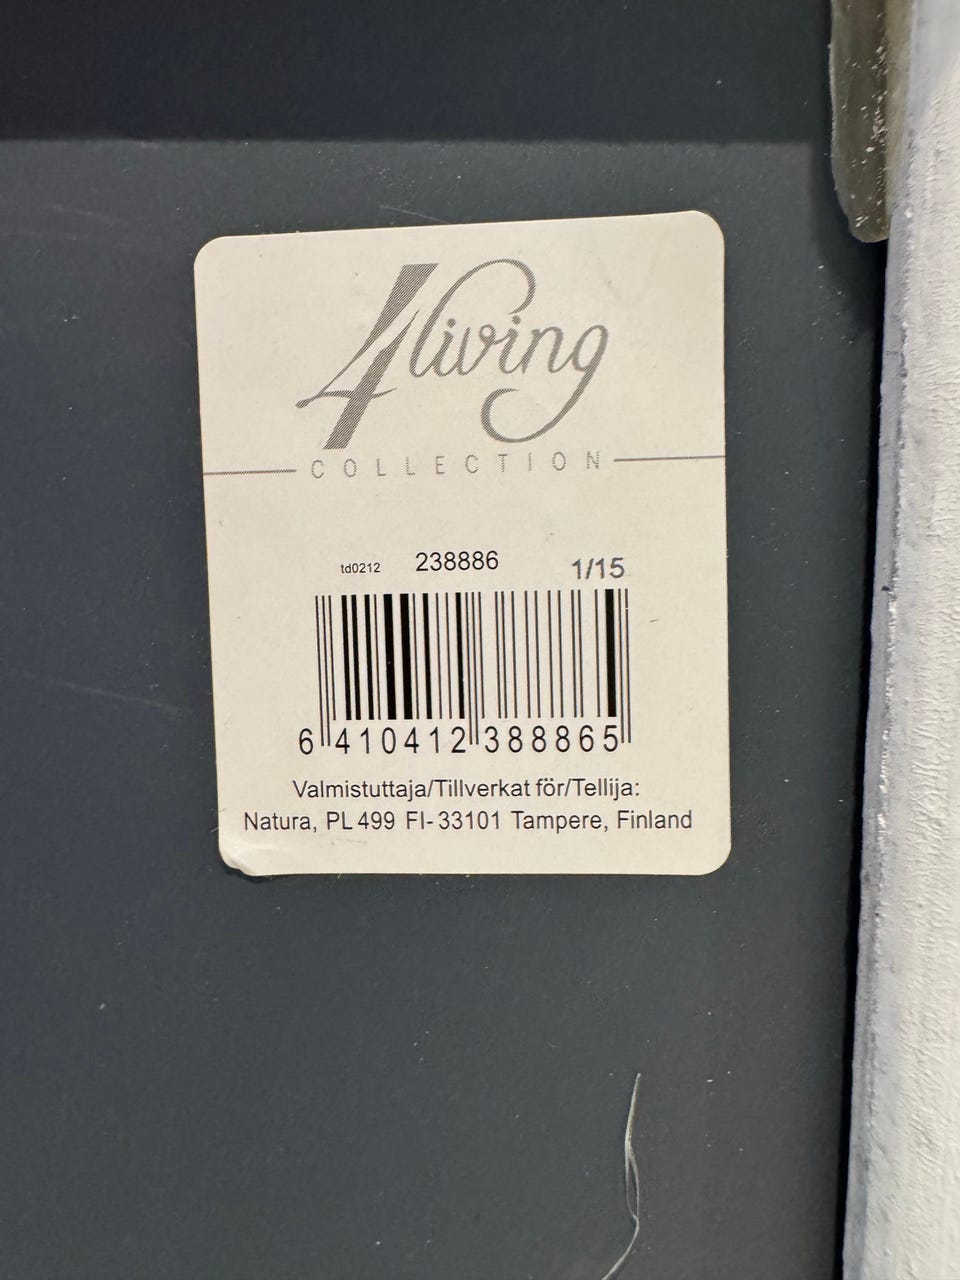 4living
COLLECTION
td0212 238886 1/15
6 410412 388865
Valmistuttaja/Tillverkat för/Tellija:
Natura, PL 499 FI-33101 Tampere, Finland